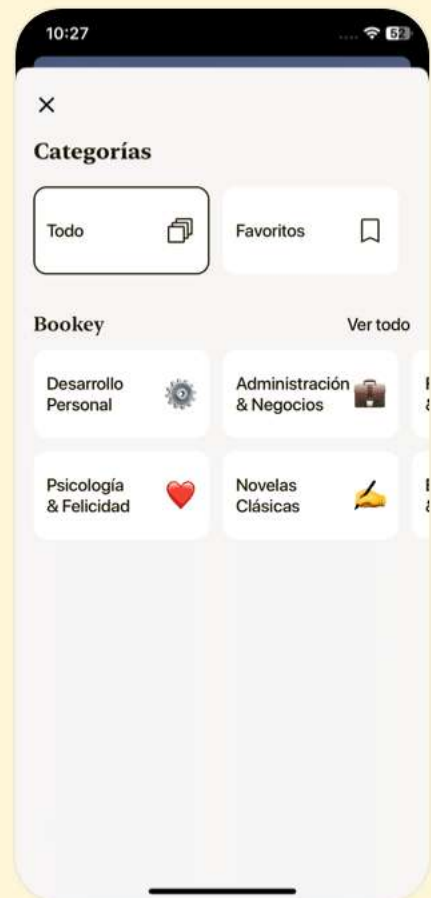 10:27
52
Categorías
Todo
Favoritos
Bookey
Ver todo
Desarrollo
Personal
Administración
& Negocios
Psicología
& Felicidad
Novelas
Clásicas